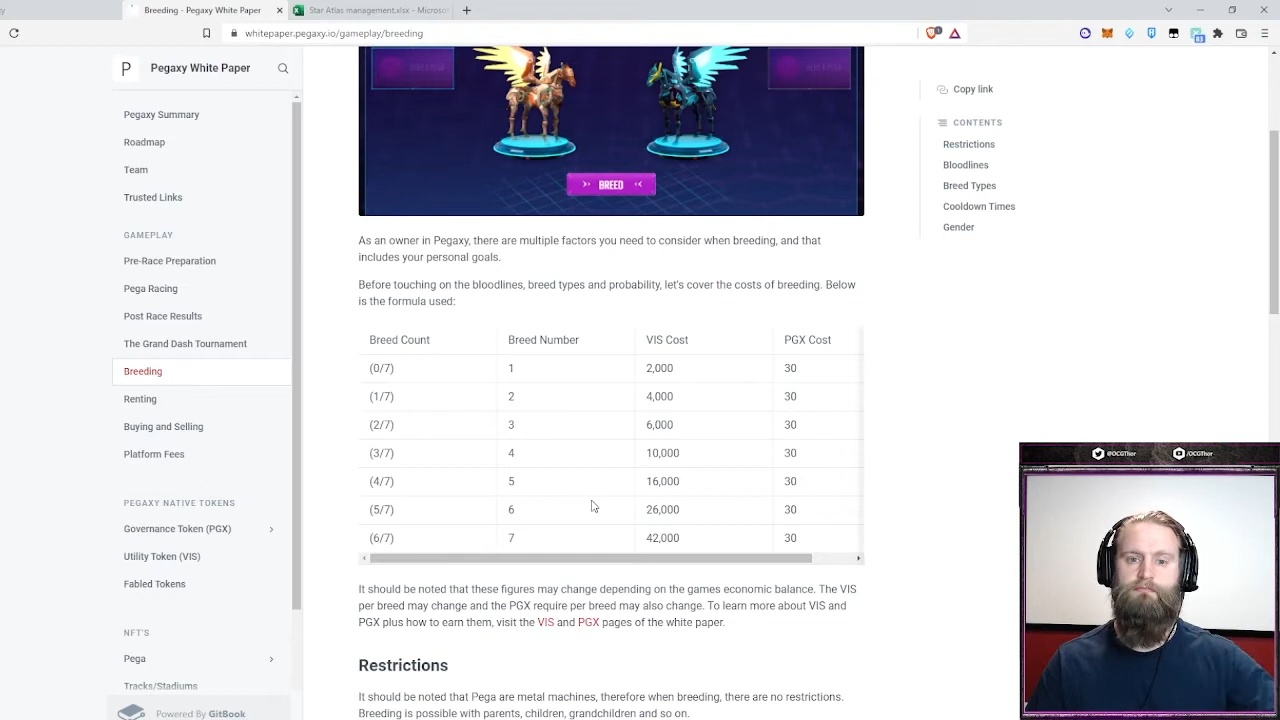 Breeding - Pegaxy White Paper
Star Atlas management.xlsx - Microsof
whitepaper.pegaxy.io/gameplay/breeding
P Pegaxy White Paper
Pegaxy Summary
Roadmap
Team
Trusted Links
GAMEPLAY
Pre-Race Preparation
Pega Racing
Post Race Results
The Grand Dash Tournament
Breeding
Renting
Buying and Selling
Platform Fees
PEGAXY NATIVE TOKENS
Governance Token (PGX)
Utility Token (VIS)
Fabled Tokens
NFT'S
Pega
Tracks/Stadiums
Powered By GitBook
BREED
As an owner in Pegaxy, there are multiple factors you need to consider when breeding, and that
includes your personal goals.
Before touching on the bloodlines, breed types and probability, let's cover the costs of breeding. Below
is the formula used:
Breed Count Breed Number VIS Cost PGX Cost
(0/7) 1 2,000 30
(1/7) 2 4,000 30
(2/7) 3 6,000 30
(3/7) 4 10,000 30
(4/7) 5 16,000 30
(5/7) 6 26,000 30
(6/7) 7 42,000 30
It should be noted that these figures may change depending on the games economic balance. The VIS
per breed may change and the PGX require per breed may also change. To learn more about VIS and
PGX plus how to earn them, visit the VIS and PGX pages of the white paper.
Restrictions
It should be noted that Pega are metal machines, therefore when breeding, there are no restrictions.
Breeding is possible with parents, children, grandchildren and so on.
Copy link
CONTENTS
Restrictions
Bloodlines
Breed Types
Cooldown Times
Gender
@OCGThor
/OCGThor